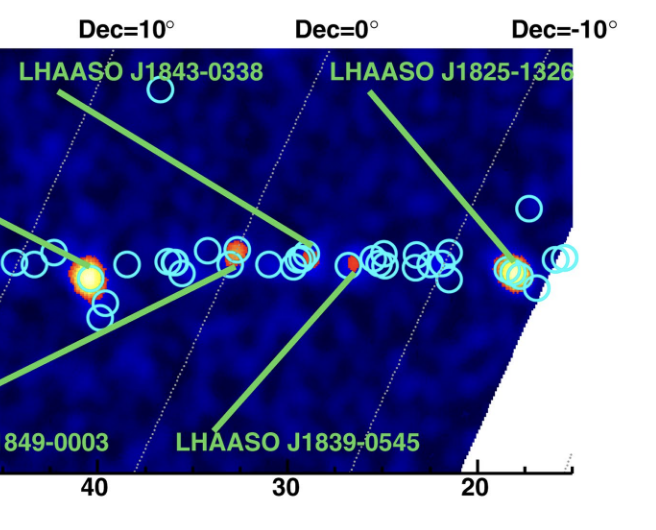 Dec=10° Dec=0° Dec=-10°
LHAASO J1843-0338 LHAASO J1825-1326
849-0003 LHAASO J1839-0545
40 30 20